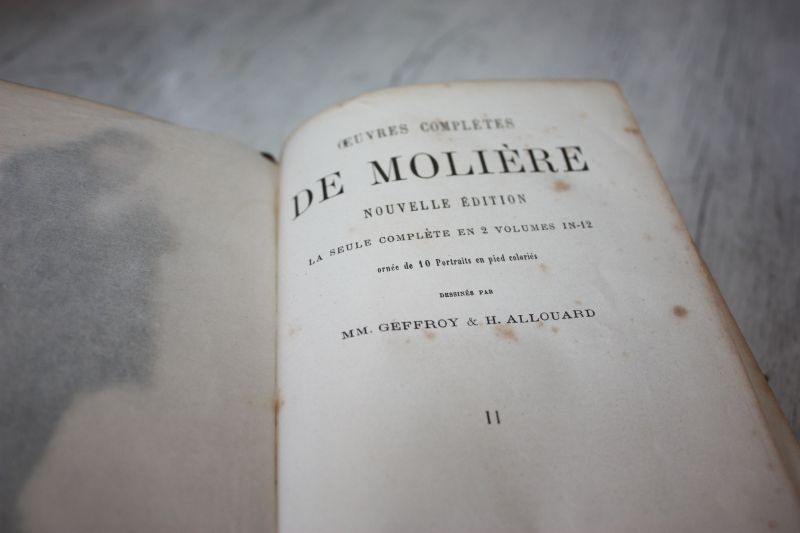 ŒUVRES COMPLÈTES
DE MOLIÈRE
NOUVELLE ÉDITION
LA SEULE COMPLÈTE EN 2 VOLUMES IN-12
ornée de 10 Portraits en pied coloriés
DESSINÉS PAR
MM. GEFFROY & H. ALLOUARD
II